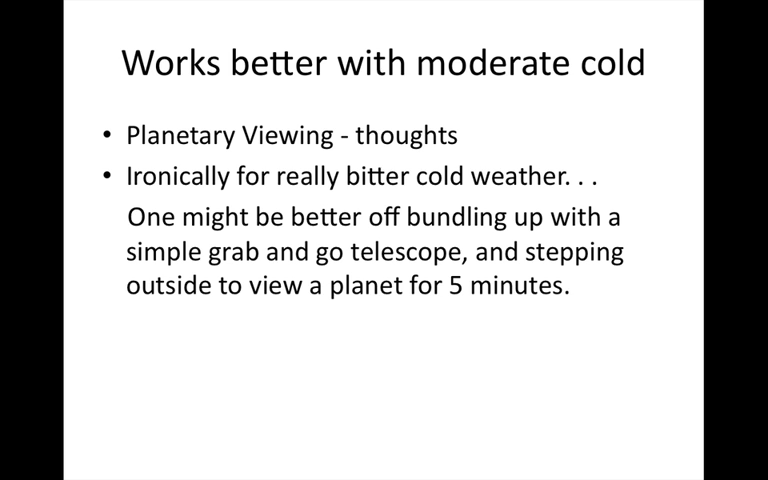 Works better with moderate cold
• Planetary Viewing - thoughts
• Ironically for really bitter cold weather. . .
One might be better off bundling up with a
simple grab and go telescope, and stepping
outside to view a planet for 5 minutes.